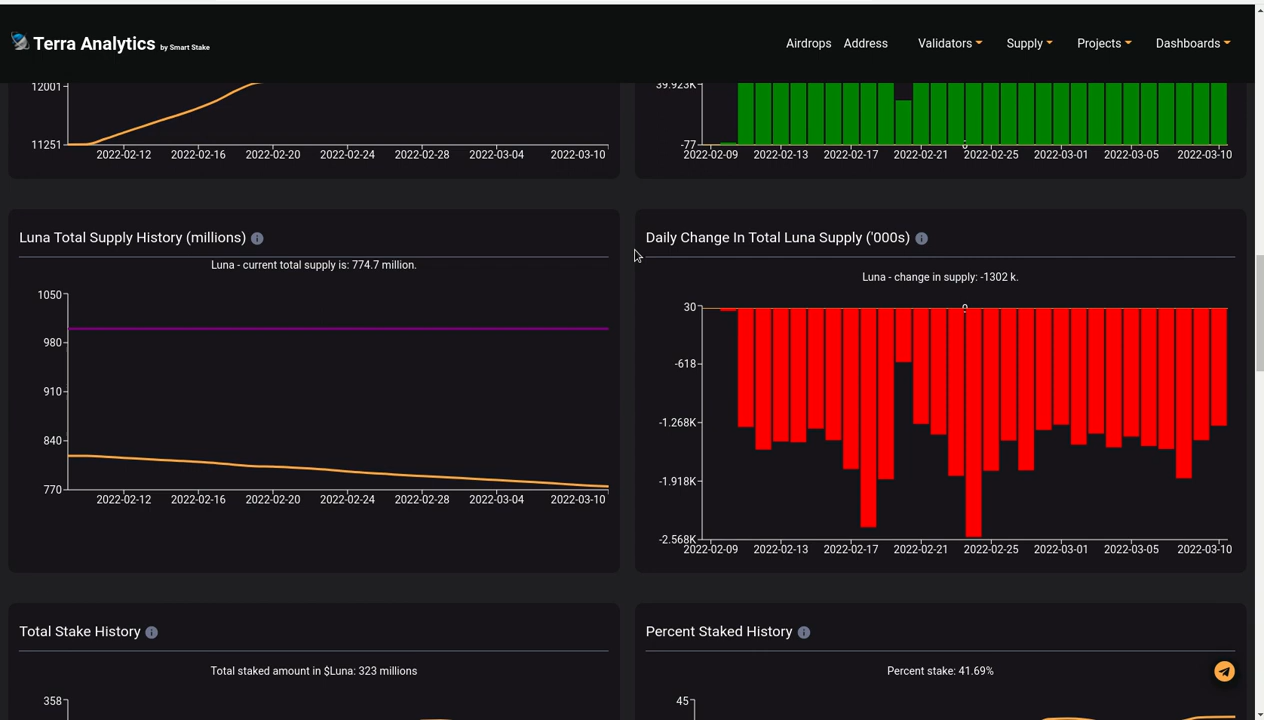 Terra Analytics by Smart Stake
Airdrops Address Validators Supply Projects Dashboards
12001
11251
2022-02-12 2022-02-16 2022-02-20 2022-02-24 2022-02-28 2022-03-04 2022-03-10
39.923K
-77
0
2022-02-09 2022-02-13 2022-02-17 2022-02-21 2022-02-25 2022-03-01 2022-03-05 2022-03-10
Luna Total Supply History (millions)
Luna - current total supply is: 774.7 million.
1050
980
910
840
770
2022-02-12 2022-02-16 2022-02-20 2022-02-24 2022-02-28 2022-03-04 2022-03-10
Daily Change In Total Luna Supply ('000s)
Luna - change in supply: -1302 k.
30
0
-618
-1.268K
-1.918K
-2.568K
2022-02-09 2022-02-13 2022-02-17 2022-02-21 2022-02-25 2022-03-01 2022-03-05 2022-03-10
Total Stake History
Total staked amount in $Luna: 323 millions
358
Percent Staked History
Percent stake: 41.69%
45